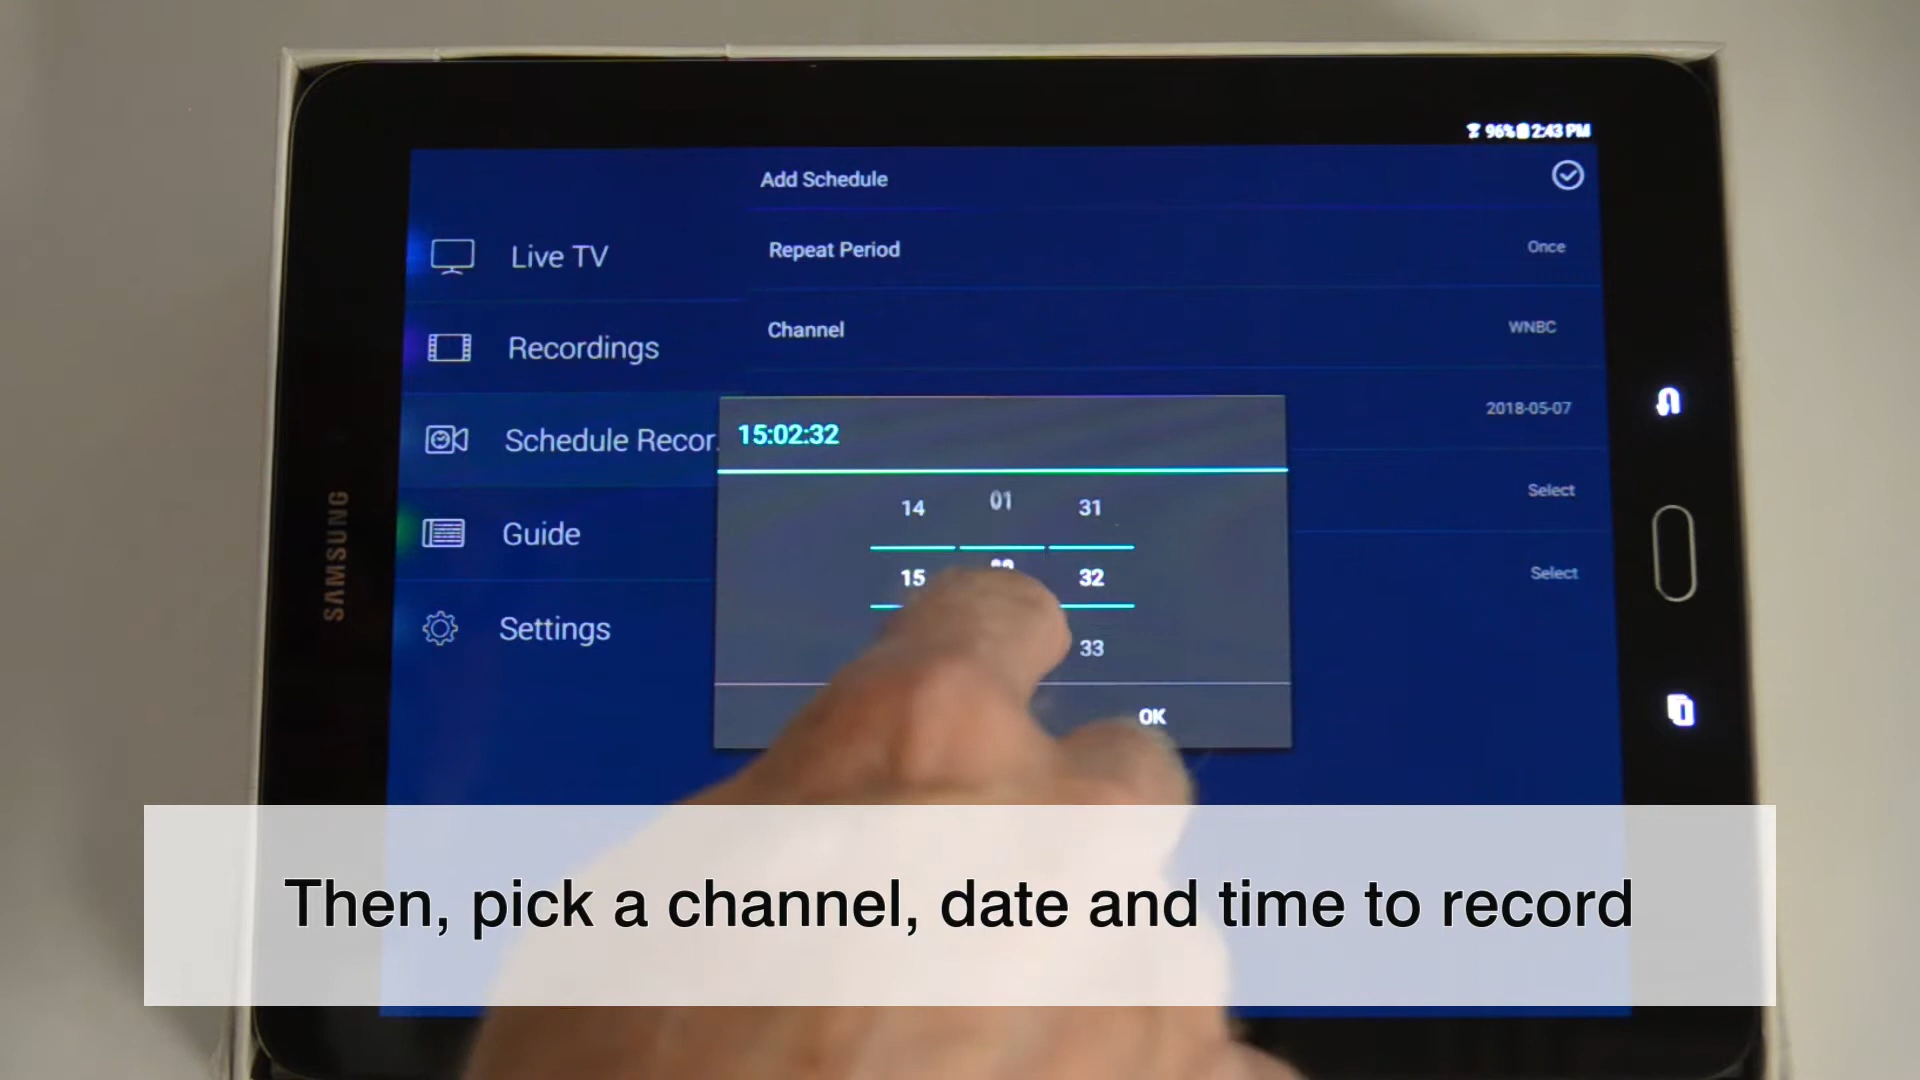 96% 2:43 PM
Add Schedule
Live TV
Repeat Period
Once
Recordings
Channel
WNBC
2018-05-07
15:02:32
Schedule Recor.
Select
14 01 31
Guide
15 32
Select
33
Settings
OK
SAMSUNG
Then, pick a channel, date and time to record